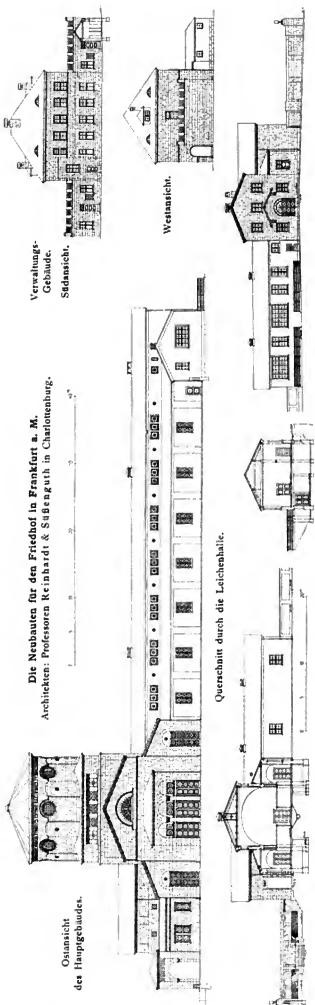 Die Neubauten für den Friedhof in Frankfurt a. M.
Architekten: Professoren Reinhardt & Süßenguth in Charlottenburg.
Ostansicht
des Hauptgebäudes.
Verwaltungs-
Gebäude.
Südansicht.
Westansicht.
Querschnitt durch die Leichenhalle.